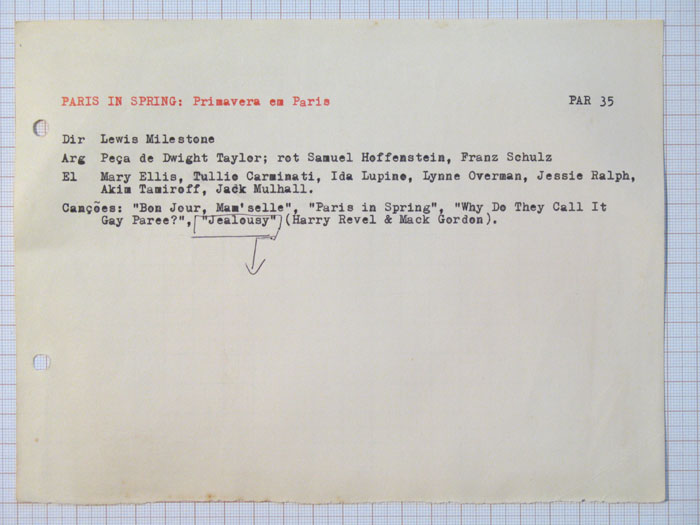 PARIS IN SPRING: Primavera em Paris PAR 35
Dir Lewis Milestone
Arg Peça de Dwight Taylor; rot Samuel Hoffenstein, Franz Schulz
El Mary Ellis, Tullio Carminati, Ida Lupino, Lynne Overman, Jessie Ralph,
Akim Tamiroff, Jack Mulhall.
Canções: "Bon Jour, Mam'selle", "Paris in Spring", "Why Do They Call It
Gay Paree?", "Jealousy" (Harry Revel & Mack Gordon).